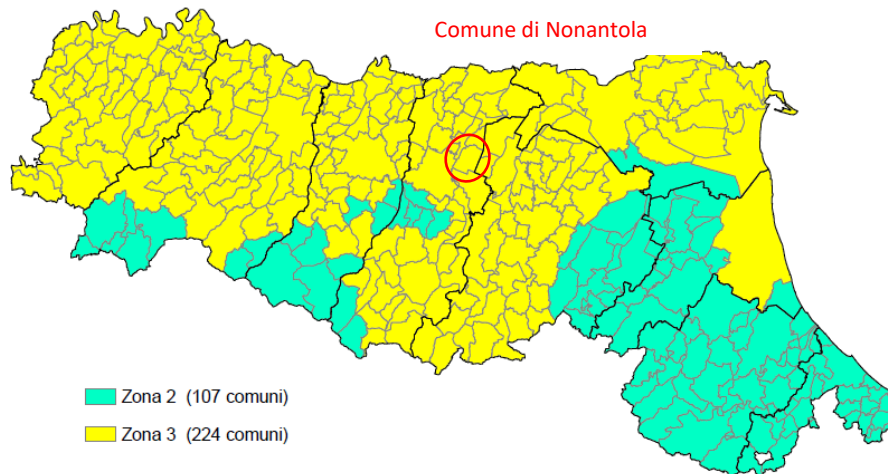 Comune di Nonantola
Zona 2 (107 comuni)
Zona 3 (224 comuni)